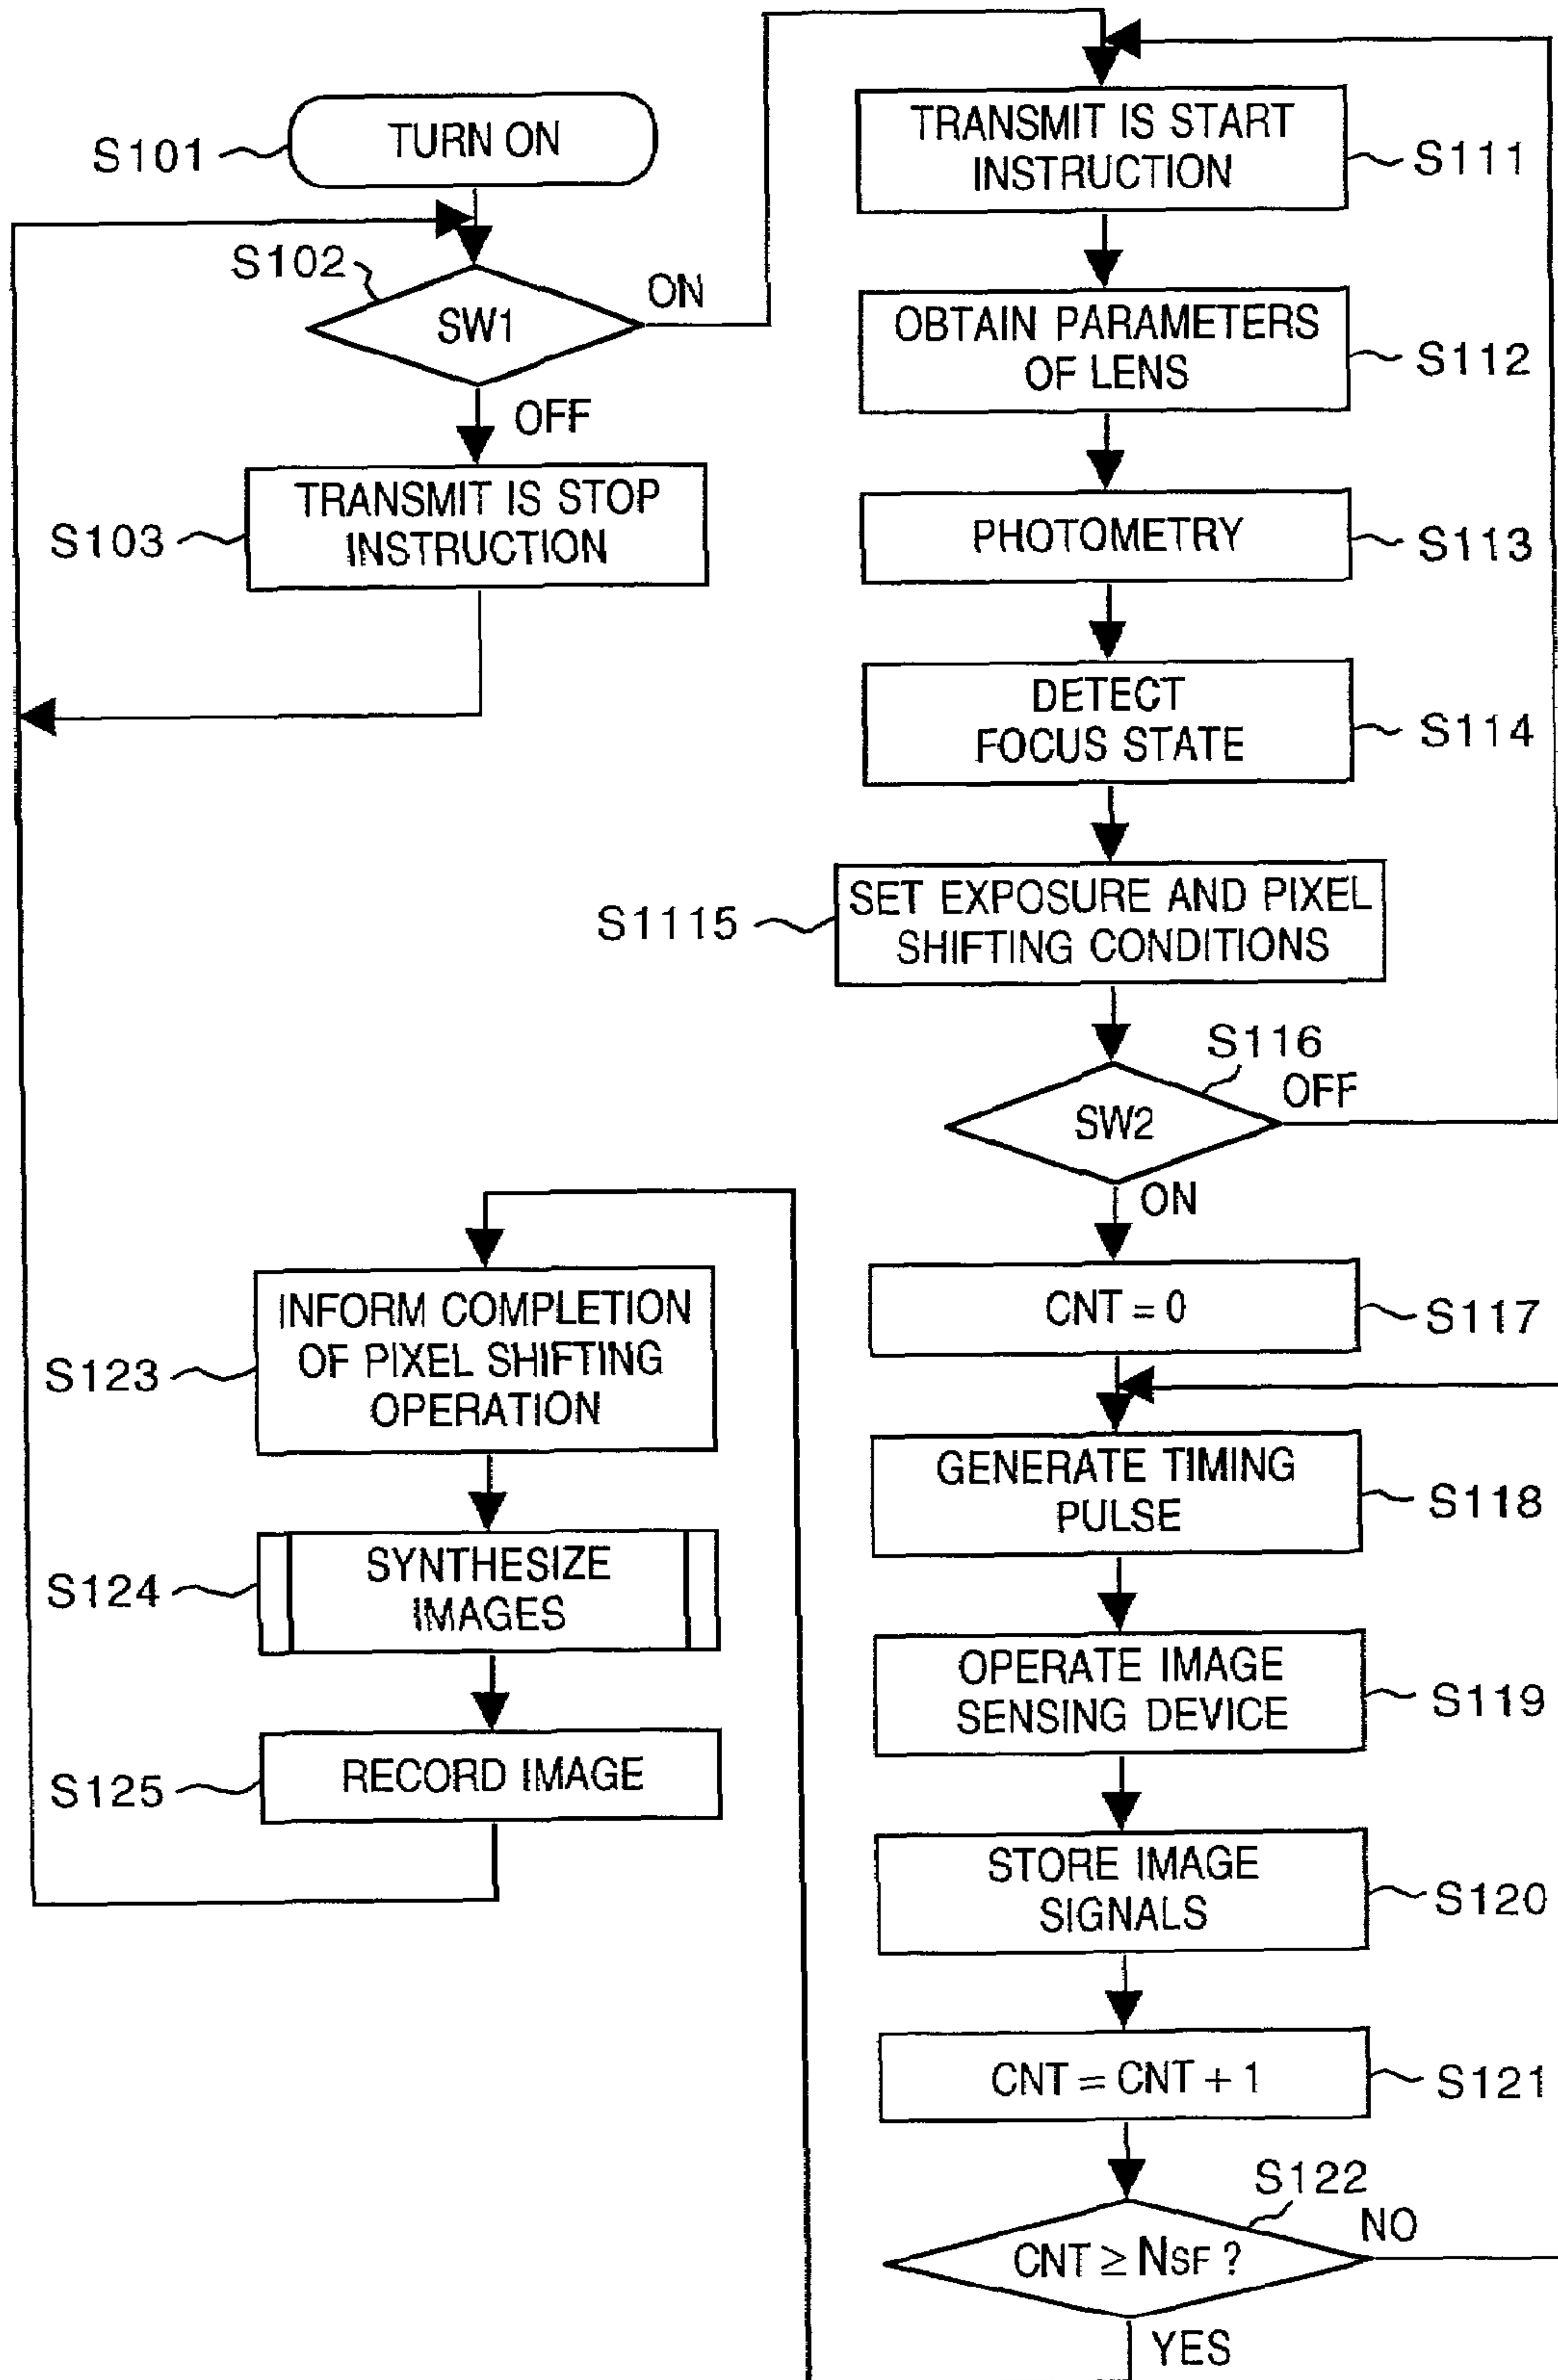 S101
TURN ON
S102
SW1
ON
OFF
S103
TRANSMIT IS STOP
INSTRUCTION
TRANSMIT IS START
INSTRUCTION
S111
OBTAIN PARAMETERS
OF LENS
S112
PHOTOMETRY
S113
DETECT
FOCUS STATE
S114
S1115
SET EXPOSURE AND PIXEL
SHIFTING CONDITIONS
S116
SW2
OFF
ON
CNT = 0
S117
GENERATE TIMING
PULSE
S118
OPERATE IMAGE
SENSING DEVICE
S119
STORE IMAGE
SIGNALS
S120
CNT = CNT + 1
S121
S122
CNT ≥ NSF ?
NO
YES
S123
INFORM COMPLETION
OF PIXEL SHIFTING
OPERATION
S124
SYNTHESIZE
IMAGES
S125
RECORD IMAGE